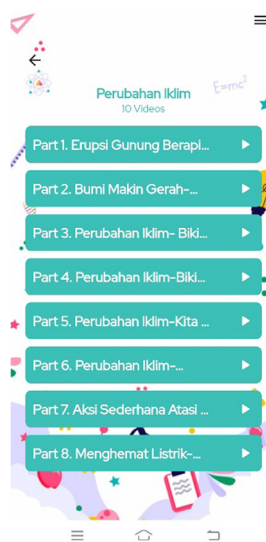 E=mc²
Perubahan Iklim
10 Videos
Part 1. Erupsi Gunung Berapi...
Part 2. Bumi Makin Gerah-...
Part 3. Perubahan Iklim- Biki...
Part 4. Perubahan Iklim-Biki...
Part 5. Perubahan Iklim-Kita ...
Part 6. Perubahan Iklim-...
Part 7. Aksi Sederhana Atasi ...
Part 8. Menghemat Listrik-...